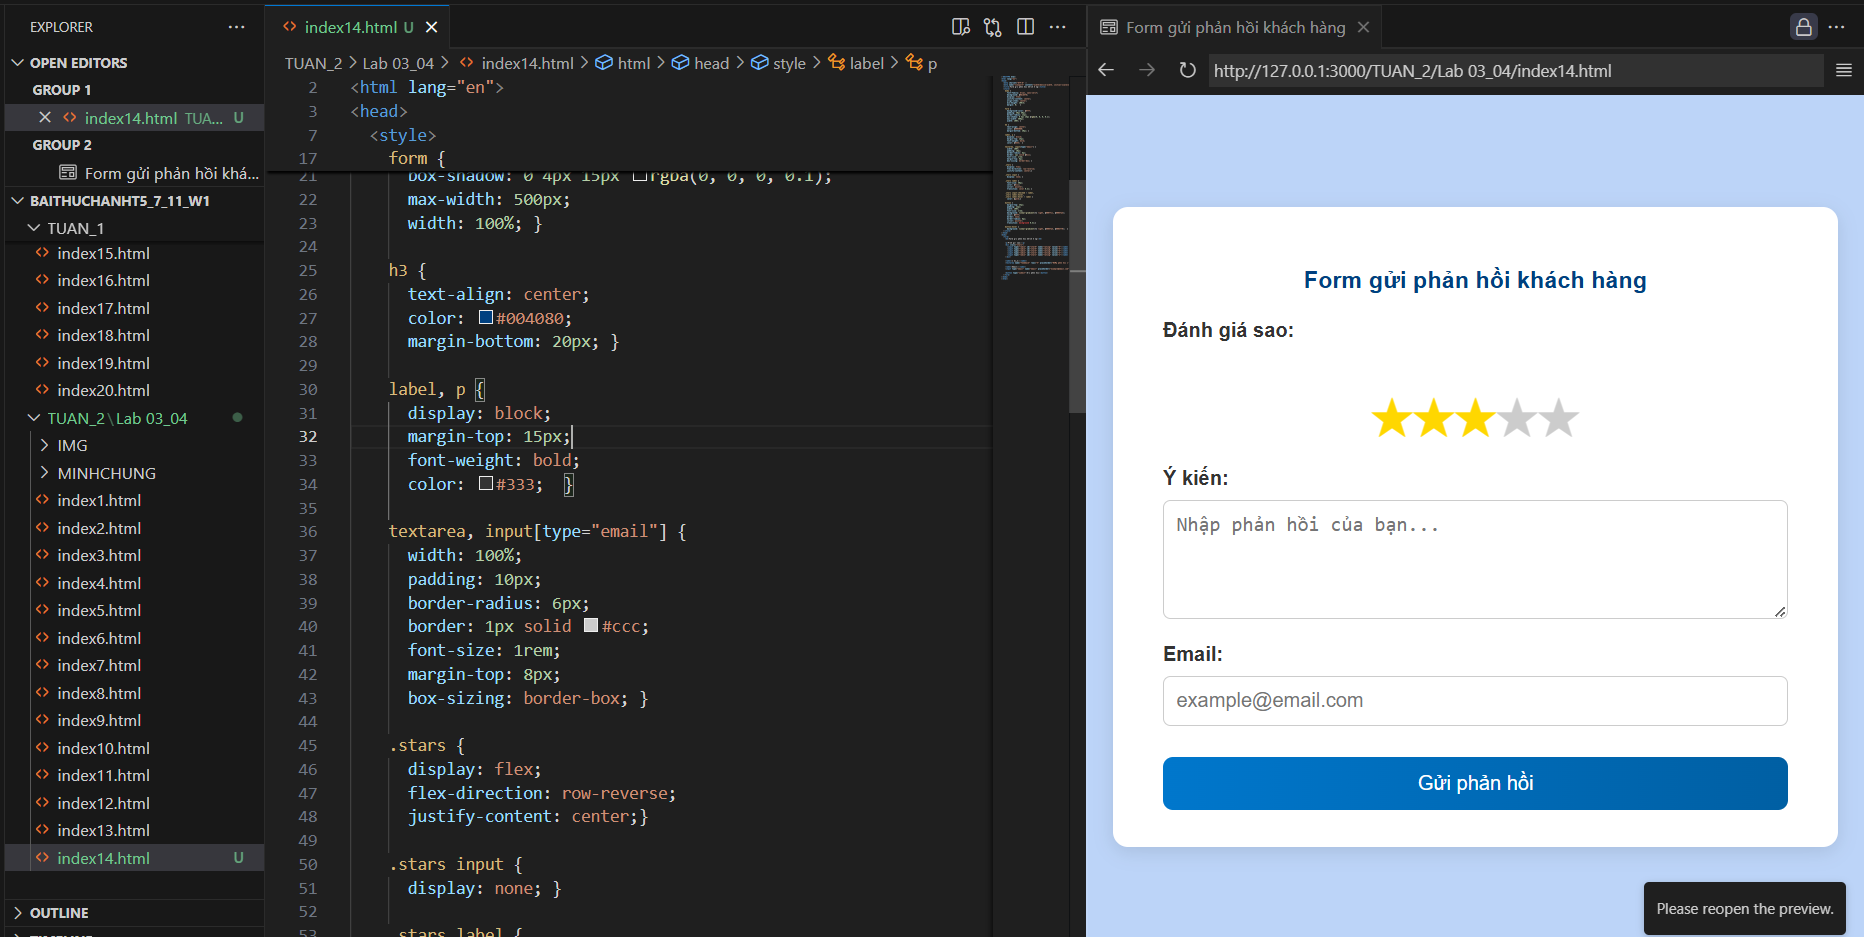 EXPLORER
OPEN EDITORS
GROUP 1
index14.html TUA... U
GROUP 2
Form gửi phản hồi khá...
BAITHUCHANHT5_7_11_W1
TUAN_1
index15.html
index16.html
index17.html
index18.html
index19.html
index20.html
TUAN_2\Lab 03_04
IMG
MINHCHUNG
index1.html
index2.html
index3.html
index4.html
index5.html
index6.html
index7.html
index8.html
index9.html
index10.html
index11.html
index12.html
index13.html
index14.html U
OUTLINE
index14.html U
TUAN_2 > Lab 03_04 > index14.html > html > head > style > label > p
2 <html lang="en">
3 <head>
7 <style>
17 form {
21 box-shadow: 0 4px 15px rgba(0, 0, 0, 0.1);
22 max-width: 500px;
23 width: 100%; }
24
25 h3 {
26 text-align: center;
27 color: #004080;
28 margin-bottom: 20px; }
29
30 label, p {
31 display: block;
32 margin-top: 15px;
33 font-weight: bold;
34 color: #333; }
35
36 textarea, input[type="email"] {
37 width: 100%;
38 padding: 10px;
39 border-radius: 6px;
40 border: 1px solid #ccc;
41 font-size: 1rem;
42 margin-top: 8px;
43 box-sizing: border-box; }
44
45 .stars {
46 display: flex;
47 flex-direction: row-reverse;
48 justify-content: center;}
49
50 .stars input {
51 display: none; }
52
53 .stars label {
Form gửi phản hồi khách hàng
http://127.0.0.1:3000/TUAN_2/Lab 03_04/index14.html
Form gửi phản hồi khách hàng
Đánh giá sao:
Ý kiến:
Nhập phản hồi của bạn...
Email:
example@email.com
Gửi phản hồi
Please reopen the preview.